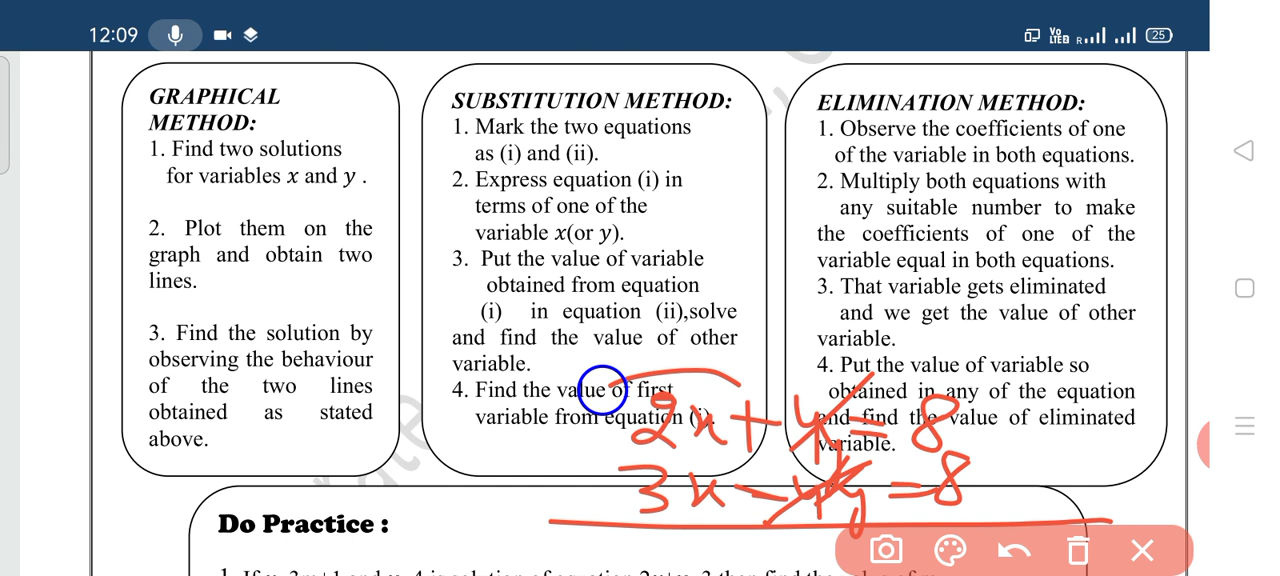 12:09
Vo LTE2 R 25
GRAPHICAL
METHOD:
1. Find two solutions
for variables x and y .
2. Plot them on the
graph and obtain two
lines.
3. Find the solution by
observing the behaviour
of the two lines
obtained as stated
above.
SUBSTITUTION METHOD:
1. Mark the two equations
as (i) and (ii).
2. Express equation (i) in
terms of one of the
variable x(or y).
3. Put the value of variable
obtained from equation
(i) in equation (ii),solve
and find the value of other
variable.
4. Find the value of first
variable from equation (i).
ELIMINATION METHOD:
1. Observe the coefficients of one
of the variable in both equations.
2. Multiply both equations with
any suitable number to make
the coefficients of one of the
variable equal in both equations.
3. That variable gets eliminated
and we get the value of other
variable.
4. Put the value of variable so
obtained in any of the equation
and find the value of eliminated
variable.
2x + y = 8
= 8
Do Practice :